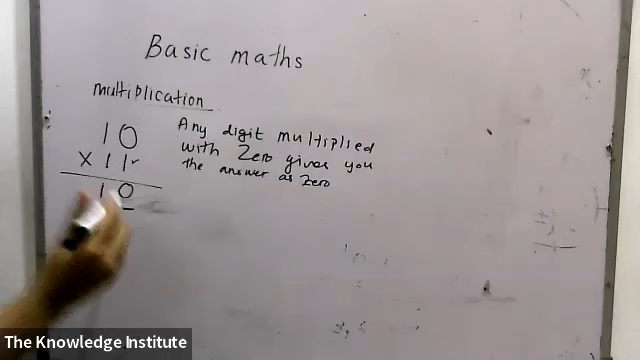 Basic maths
multiplication
10
X 11
10
Any digit multiplied
with Zero gives you
the answer as Zero
The Knowledge Institute